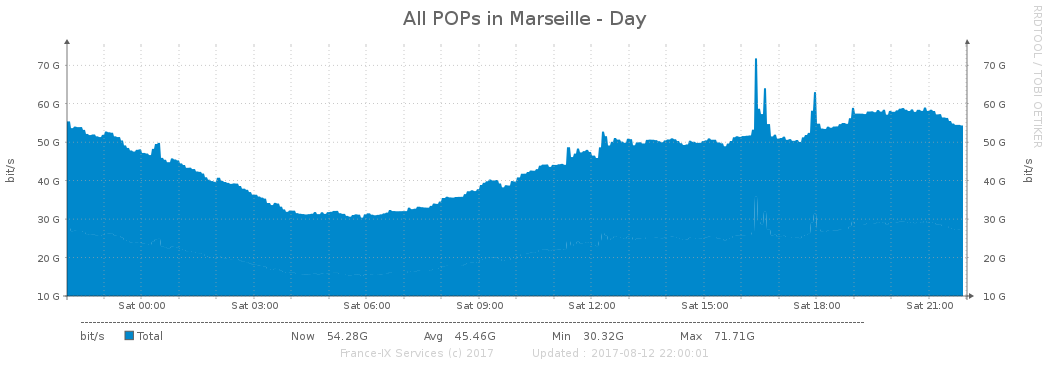 All POPs in Marseille - Day
RRDTOOL / TOBI OETIKER
bit/s
70 G 70 G
60 G 60 G
50 G 50 G
40 G 40 G
30 G 30 G
20 G 20 G
10 G 10 G
bit/s
Sat 00:00 Sat 03:00 Sat 06:00 Sat 09:00 Sat 12:00 Sat 15:00 Sat 18:00 Sat 21:00
bit/s Total Now 54.28G Avg 45.46G Min 30.32G Max 71.71G
France-IX Services (c) 2017 Updated : 2017-08-12 22:00:01